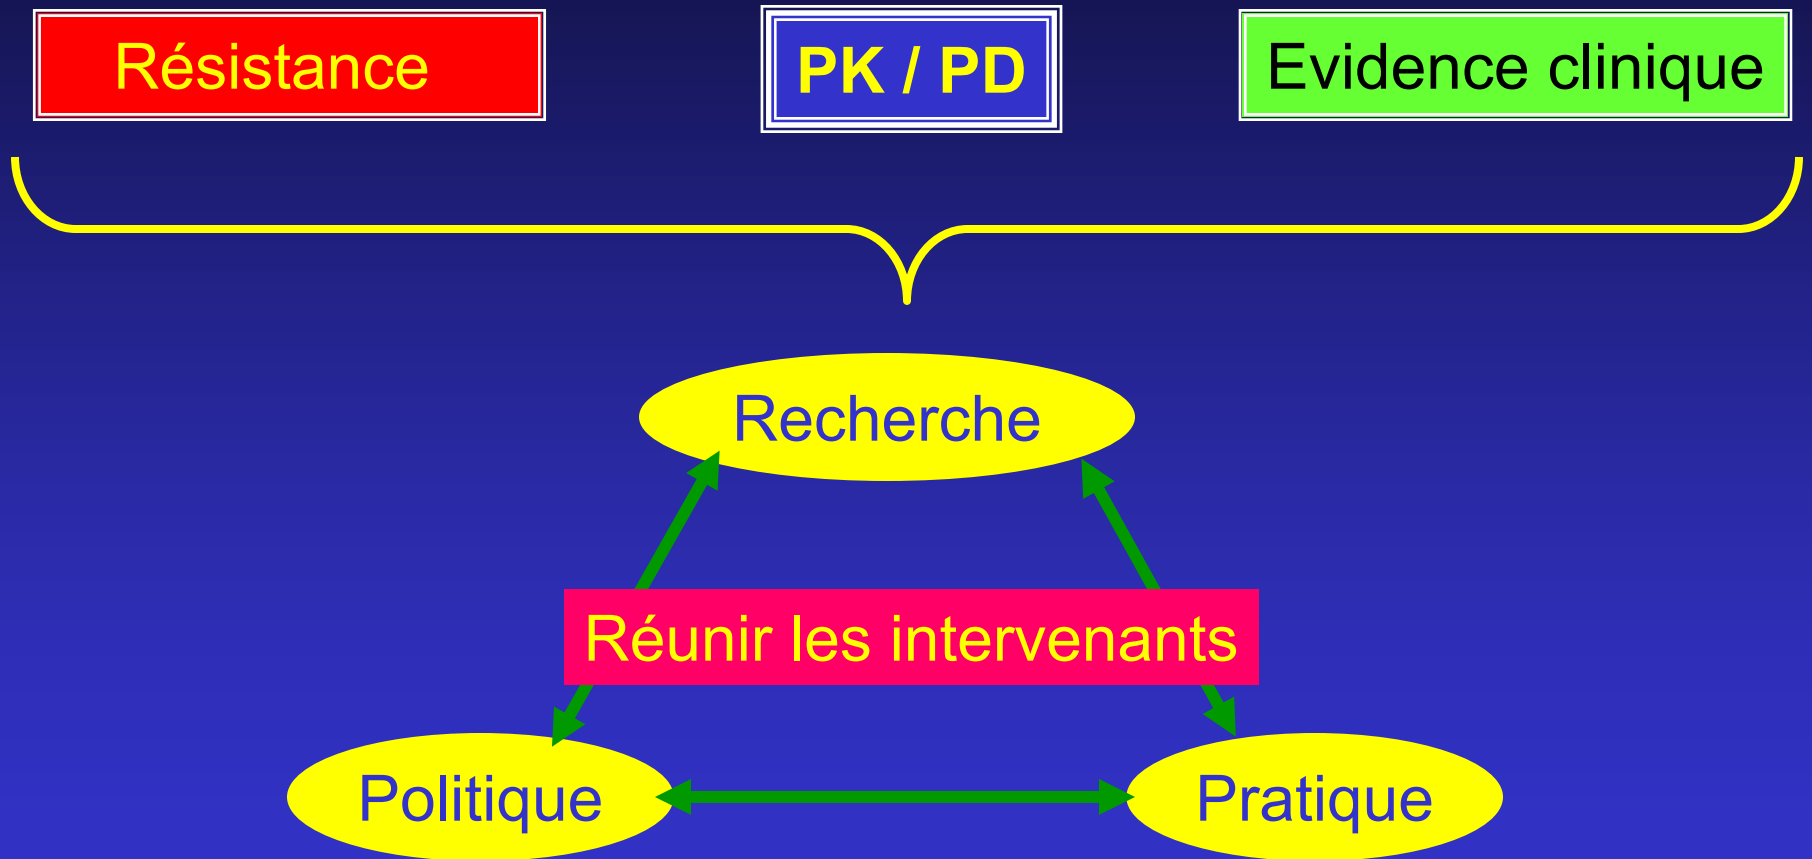 Résistance
PK / PD
Evidence clinique
Recherche
Réunir les intervenants
Politique
Pratique